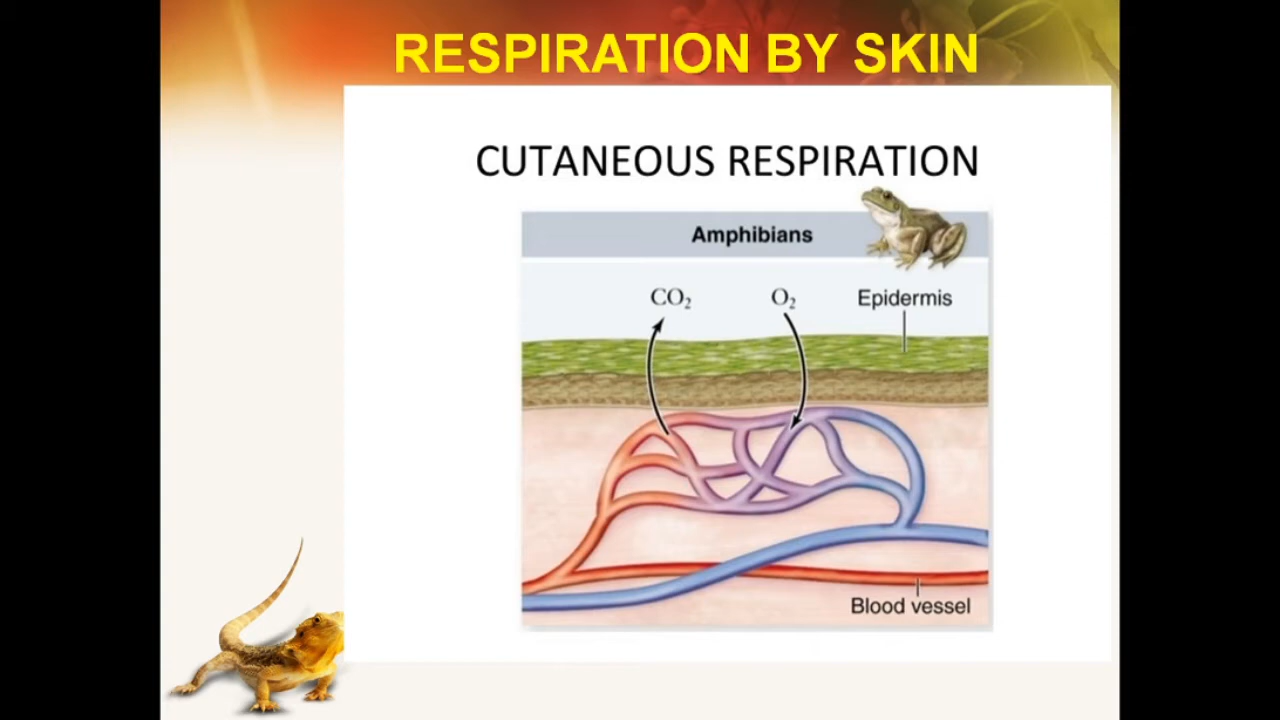 RESPIRATION BY SKIN
CUTANEOUS RESPIRATION
Amphibians
CO₂ O₂ Epidermis
Blood vessel